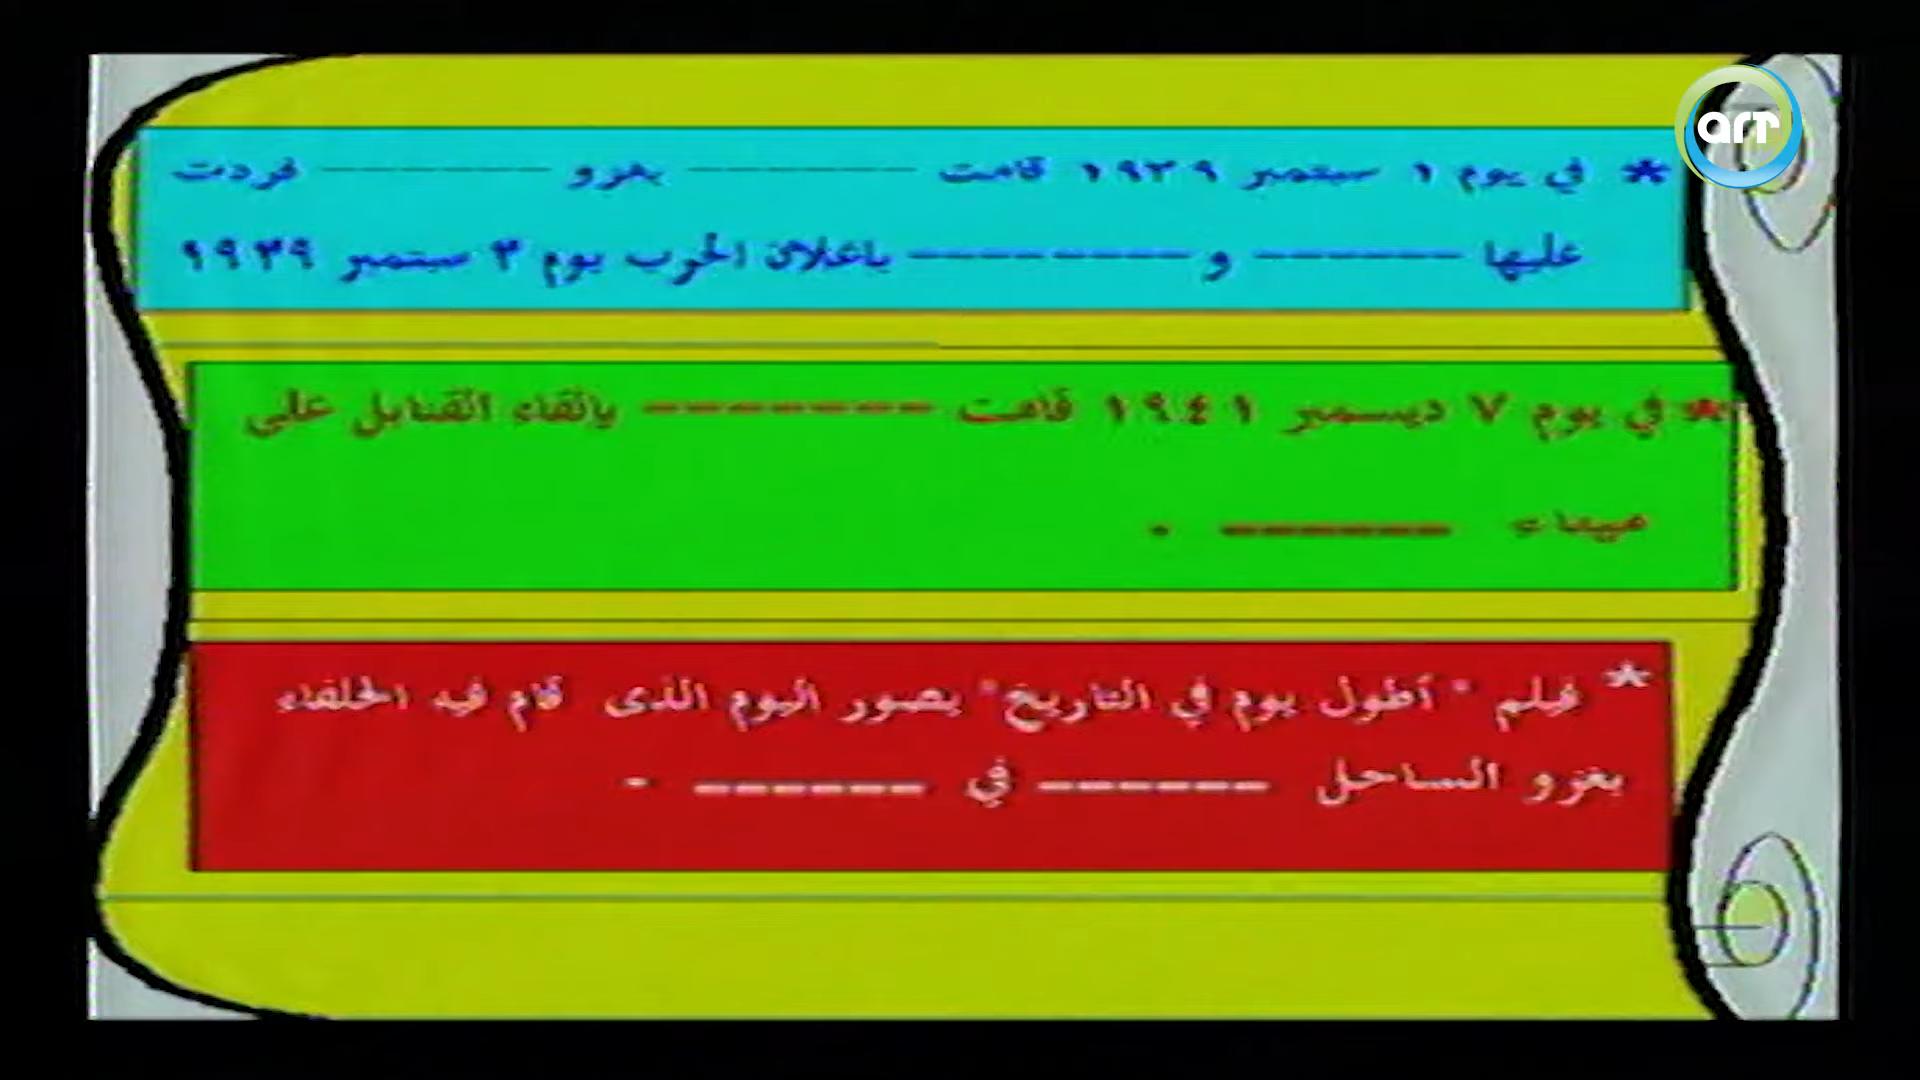 art
* في يوم ١ سبتمبر ١٩٣٩ قامت ---------- بغزو ---------- فردت
عليها -------- و ---------- باعلان الحرب يوم ٣ سبتمبر ١٩٣٩
* في يوم ٧ ديسمبر ١٩٤١ قامت -------- بإلقاء القنابل على
ميناء ------ .
* فيلم " أطول يوم في التاريخ" يصور اليوم الذى قام فيه الحلفاء
بغزو الساحل ------ في ------ .